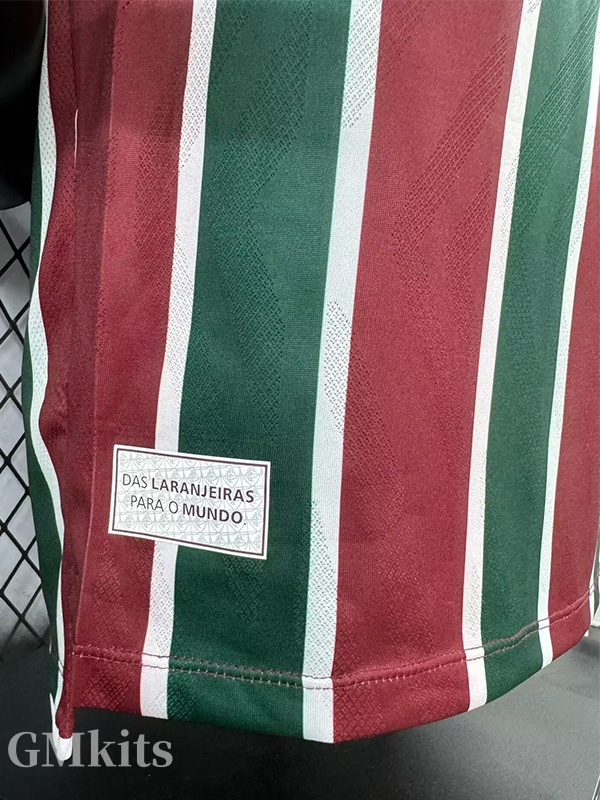 DAS LARANJEIRAS
PARA O MUNDO.
GMkits